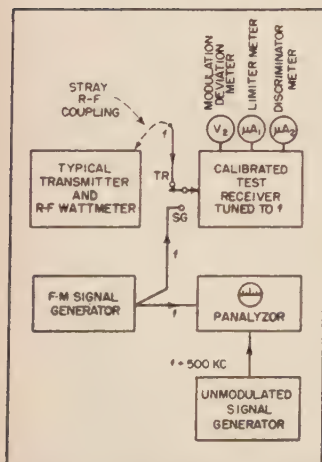 MODULATION
DEVIATION
METER
LIMITER METER
DISCRIMINATOR
METER
STRAY
R-F
COUPLING
f
V2
μA1
μA2
TYPICAL
TRANSMITTER
AND
R-F WATTMETER
TR
CALIBRATED
TEST
RECEIVER
TUNED TO f
SG
f
F-M SIGNAL
GENERATOR
f
PANALYZOR
f - 500 KC
UNMODULATED
SIGNAL
GENERATOR